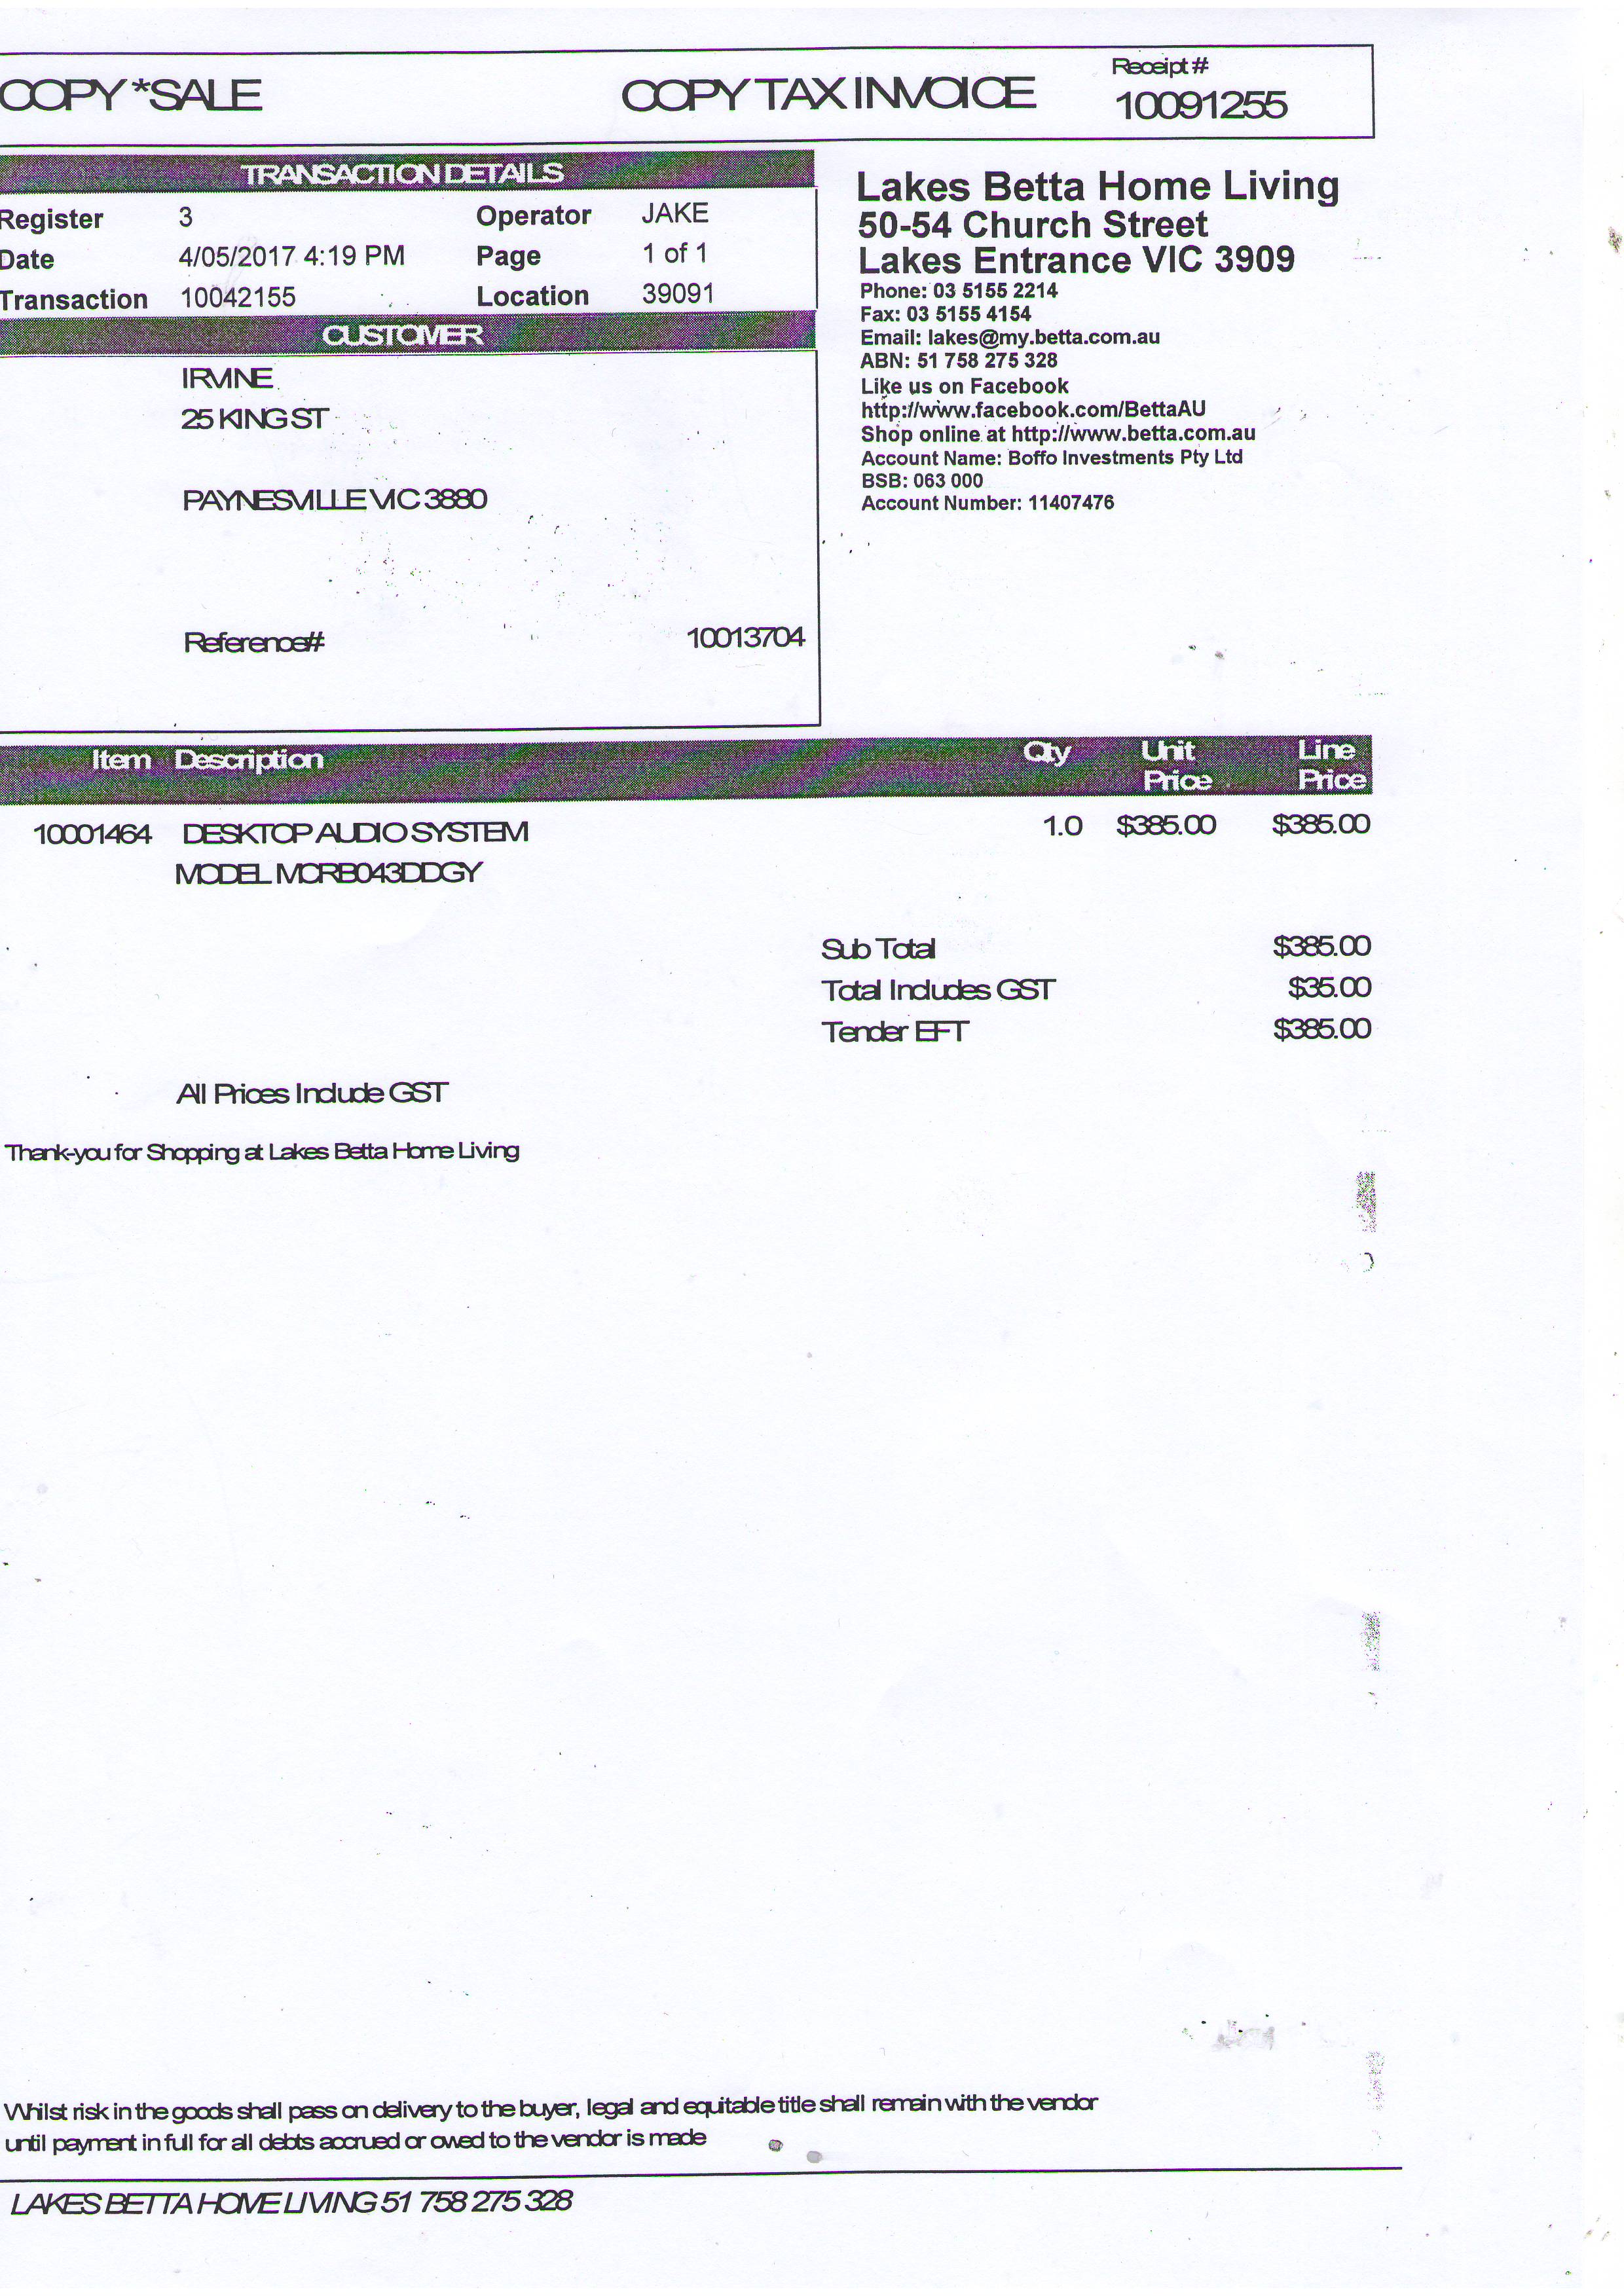 COPY *SALE COPY TAX INVOICE Receipt #
10091255
TRANSACTION DETAILS
Register 3 Operator JAKE
Date 4/05/2017 4:19 PM Page 1 of 1
Transaction 10042155 Location 39091
CUSTOMER
IRVINE
25 KING ST
PAYNESVILLE VIC 3880
Reference# 10013704
Lakes Betta Home Living
50-54 Church Street
Lakes Entrance VIC 3909
Phone: 03 5155 2214
Fax: 03 5155 4154
Email: lakes@my.betta.com.au
ABN: 51 758 275 328
Like us on Facebook
http://www.facebook.com/BettaAU
Shop online at http://www.betta.com.au
Account Name: Boffo Investments Pty Ltd
BSB: 063 000
Account Number: 11407476
Item Description Qty Unit Price Line Price
10001464 DESKTOP AUDIO SYSTEM 1.0 $385.00 $385.00
MODEL MCRB043DDGY
Sub Total $385.00
Total Includes GST $35.00
Tender EFT $385.00
All Prices Include GST
Thank-you for Shopping at Lakes Betta Home Living
Whilst risk in the goods shall pass on delivery to the buyer, legal and equitable title shall remain with the vendor
until payment in full for all debts accrued or owed to the vendor is made
LAKES BETTA HOME LIVING 51 758 275 328